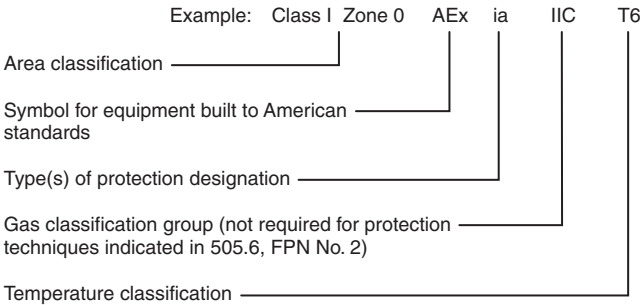 Example: Class I Zone 0 AEx ia IIC T6
Area classification
Symbol for equipment built to American
standards
Type(s) of protection designation
Gas classification group (not required for protection
techniques indicated in 505.6, FPN No. 2)
Temperature classification